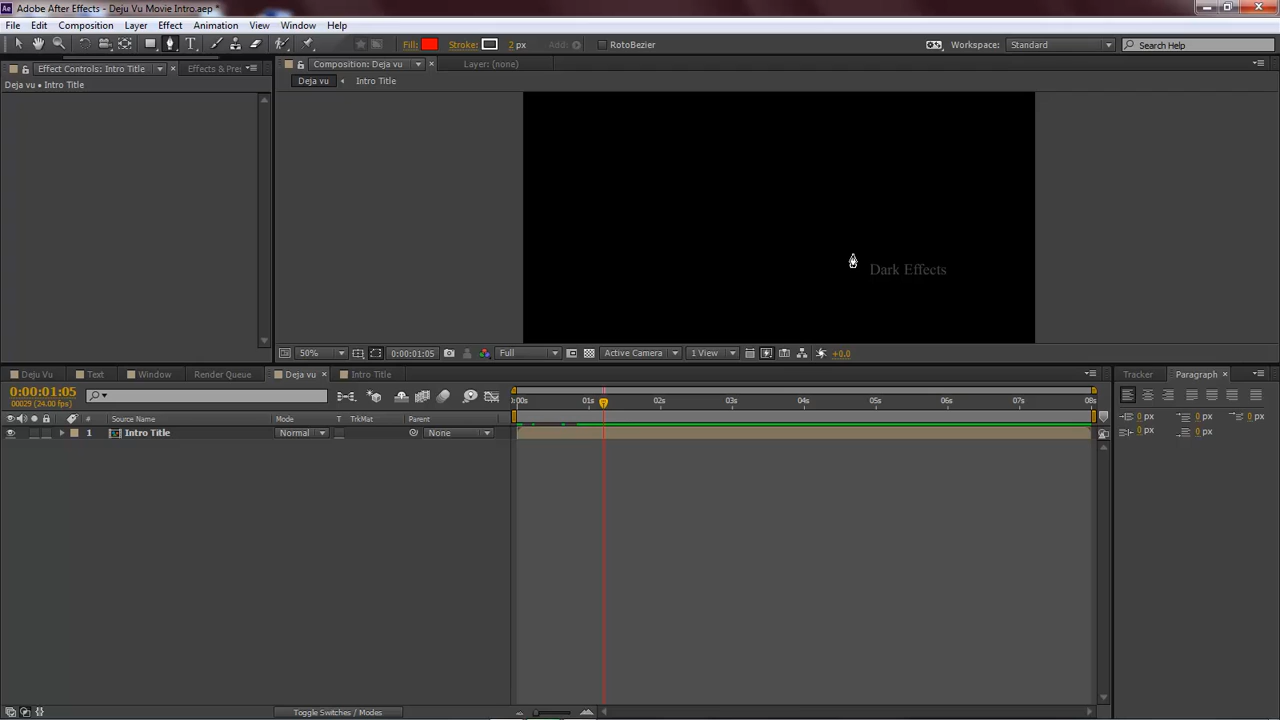 Adobe After Effects - Deju Vu Movie Intro.aep *
File Edit Composition Layer Effect Animation View Window Help
Fill: Stroke: 2 px Add: RotoBezier Workspace: Standard Search Help
Effect Controls: Intro Title Effects & Pre: Composition: Deja vu Layer: (none)
Deja vu • Intro Title Deja vu Intro Title
Dark Effects
50% 0:00:01:05 Full Active Camera 1 View +0.0
Deju Vu Text Window Render Queue Deja vu Intro Title Tracker Paragraph
0:00:01:05
00029 (24.00 fps)
:00s 01s 02s 03s 04s 05s 06s 07s 08s
# Source Name Mode T TrkMat Parent
0 px 0 px 0 px
0 px 0 px
1 Intro Title Normal None
Toggle Switches / Modes